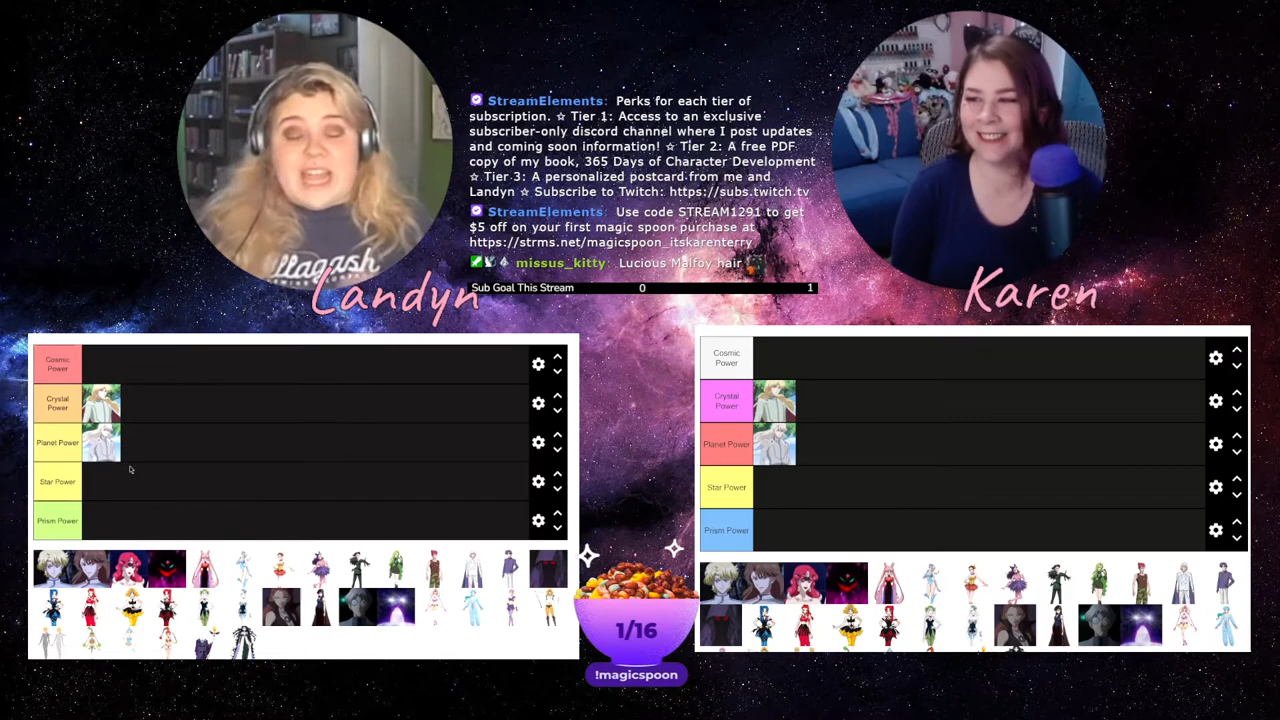 StreamElements: Perks for each tier of
subscription. ☆ Tier 1: Access to an exclusive
subscriber-only discord channel where I post updates
and coming soon information! ☆ Tier 2: A free PDF
copy of my book, 365 Days of Character Development
☆ Tier 3: A personalized postcard from me and
Landyn ☆ Subscribe to Twitch: https://subs.twitch.tv
StreamElements: Use code STREAM1291 to get
$5 off on your first magic spoon purchase at
https://strms.net/magicspoon_itskarenterry
missus_kitty: Lucious Malfoy hair
Sub Goal This Stream 0 1
llagash
Landyn
Karen
Cosmic
Power
Crystal
Power
Planet Power
Star Power
Prism Power
Cosmic
Power
Crystal
Power
Planet Power
Star Power
Prism Power
1/16
!magicspoon